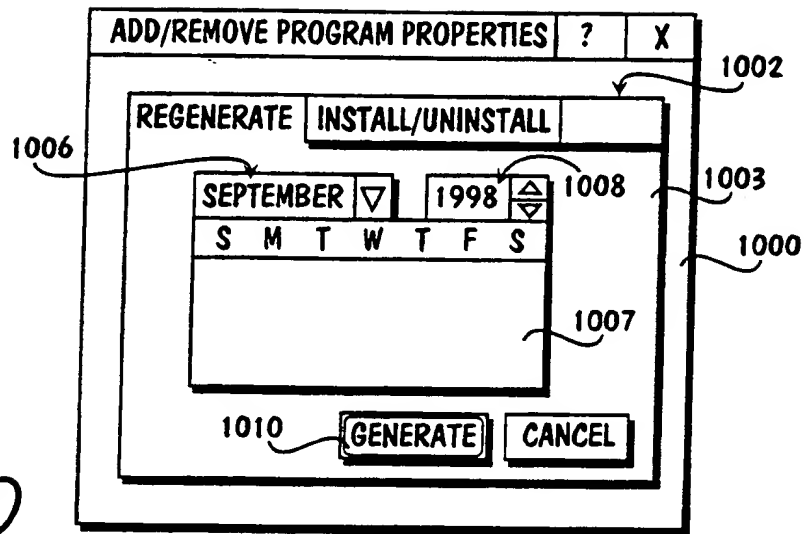 ADD/REMOVE PROGRAM PROPERTIES ? X
1002
REGENERATE INSTALL/UNINSTALL
1006
SEPTEMBER 1998 1008 1003
S M T W T F S
1000
1007
1010 GENERATE CANCEL